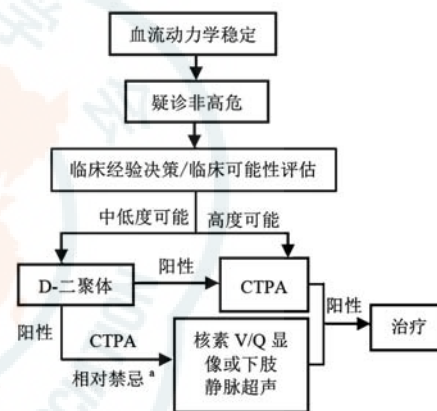 血流动力学稳定
疑诊非高危
临床经验决策/临床可能性评估
中低度可能
高度可能
D-二聚体
阳性
CTPA
阳性
治疗
阳性
CTPA
相对禁忌 a
核素 V/Q 显
像或下肢
静脉超声